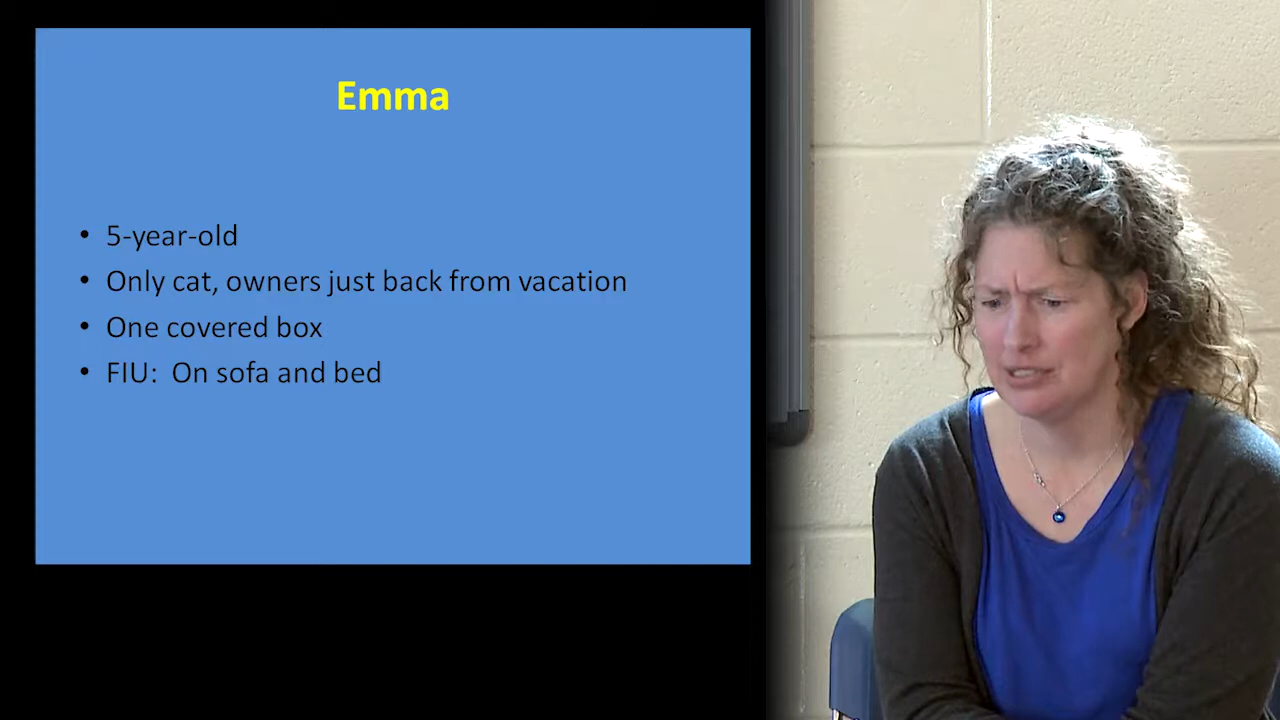 Emma
• 5-year-old
• Only cat, owners just back from vacation
• One covered box
• FIU:  On sofa and bed